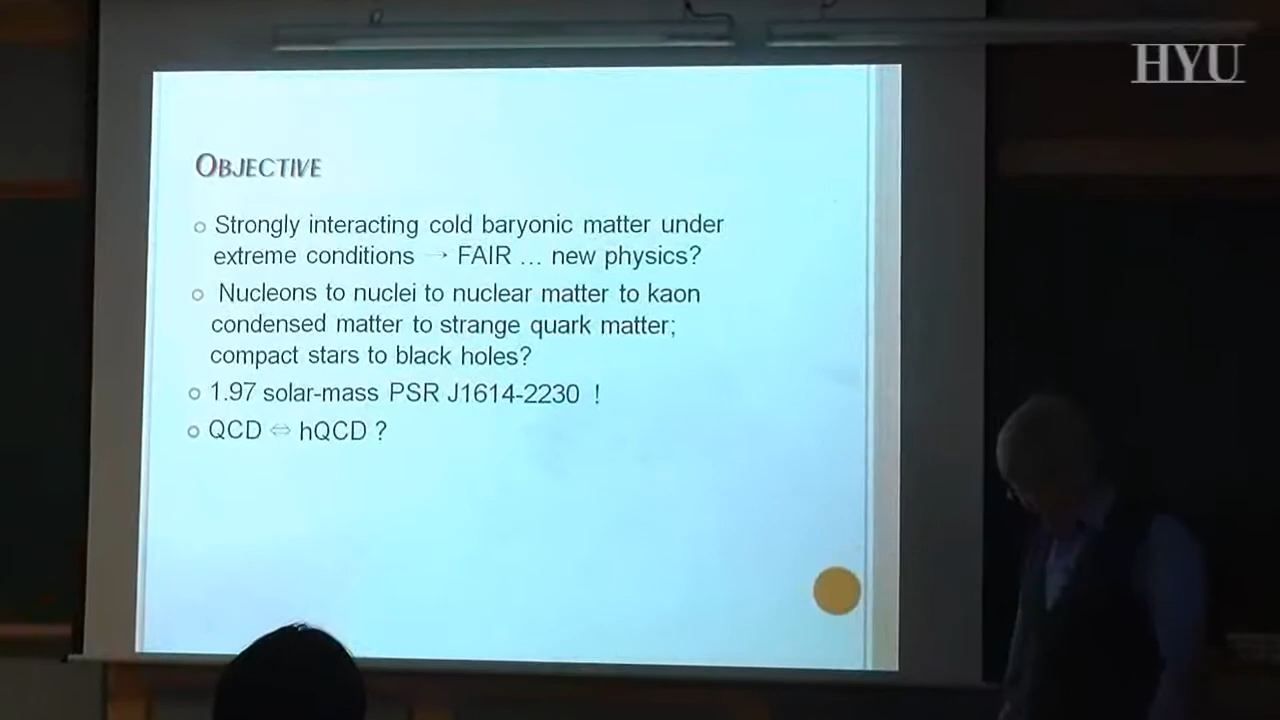 HYU
OBJECTIVE
Strongly interacting cold baryonic matter under
extreme conditions → FAIR ... new physics?
Nucleons to nuclei to nuclear matter to kaon
condensed matter to strange quark matter;
compact stars to black holes?
1.97 solar-mass PSR J1614-2230 !
QCD ⇔ hQCD ?